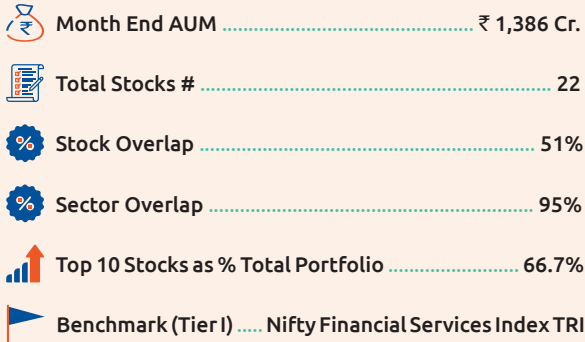 Month End AUM ........................................ ₹ 1,386 Cr.
Total Stocks # ............................................................ 22
Stock Overlap ........................................................ 51%
Sector Overlap ....................................................... 95%
Top 10 Stocks as % Total Portfolio ..................... 66.7%
Benchmark (Tier I) ..... Nifty Financial Services Index TRI